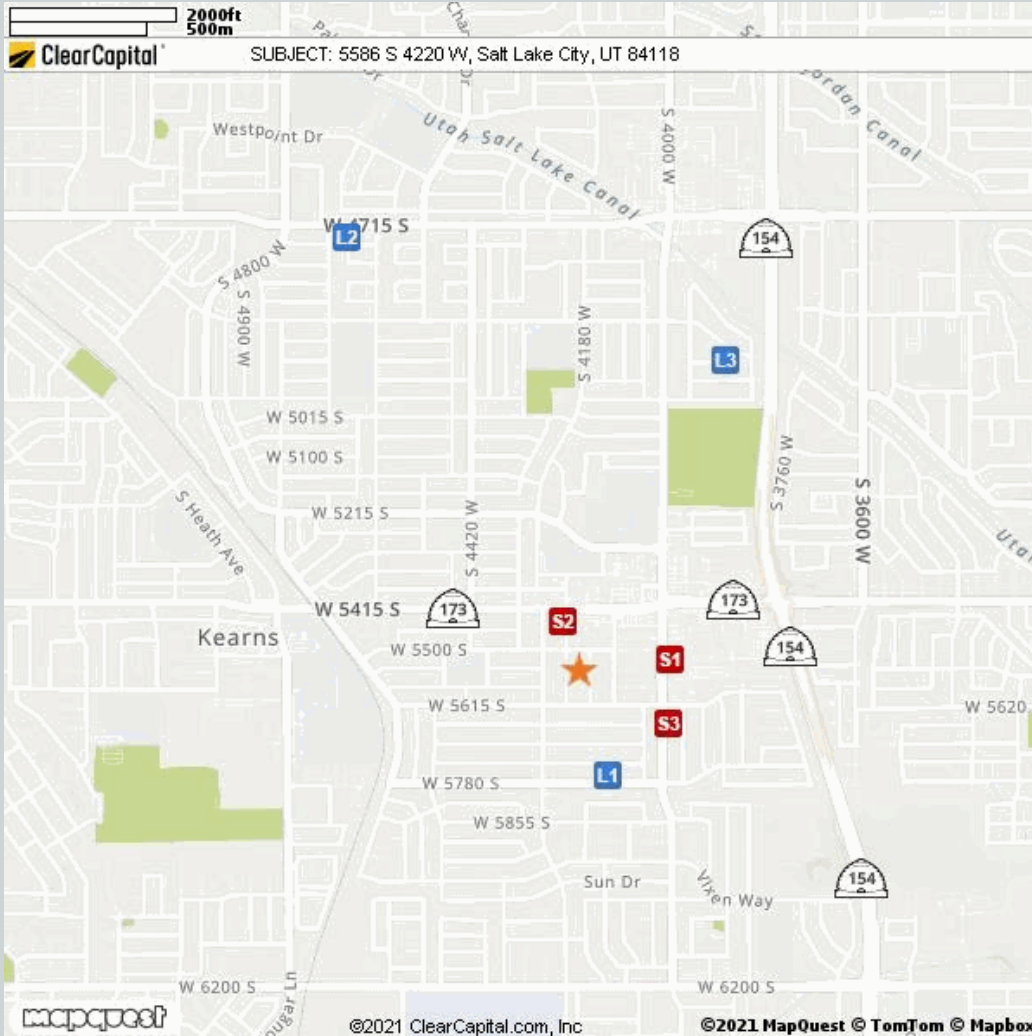 2000ft
500m
ClearCapital
SUBJECT: 5586 S 4220 W, Salt Lake City, UT 84118
Westpoint Dr
Utah Salt Lake Canal
Jordan Canal
S 4000 W
W 4715 S
L2
154
S 4800 W
S 4900 W
S 4180 W
L3
W 5015 S
W 5100 S
S 3760 W
S 3600 W
S Heath Ave
W 5215 S
S 4420 W
W 5415 S
173
S2
173
Kearns
W 5500 S
S1
154
W 5615 S
S3
W 5620
L1
W 5780 S
W 5855 S
Sun Dr
Vixen Way
154
W 6200 S
W 6200 S
mapquest
©2021 ClearCapital.com, Inc
©2021 MapQuest © TomTom © Mapbox